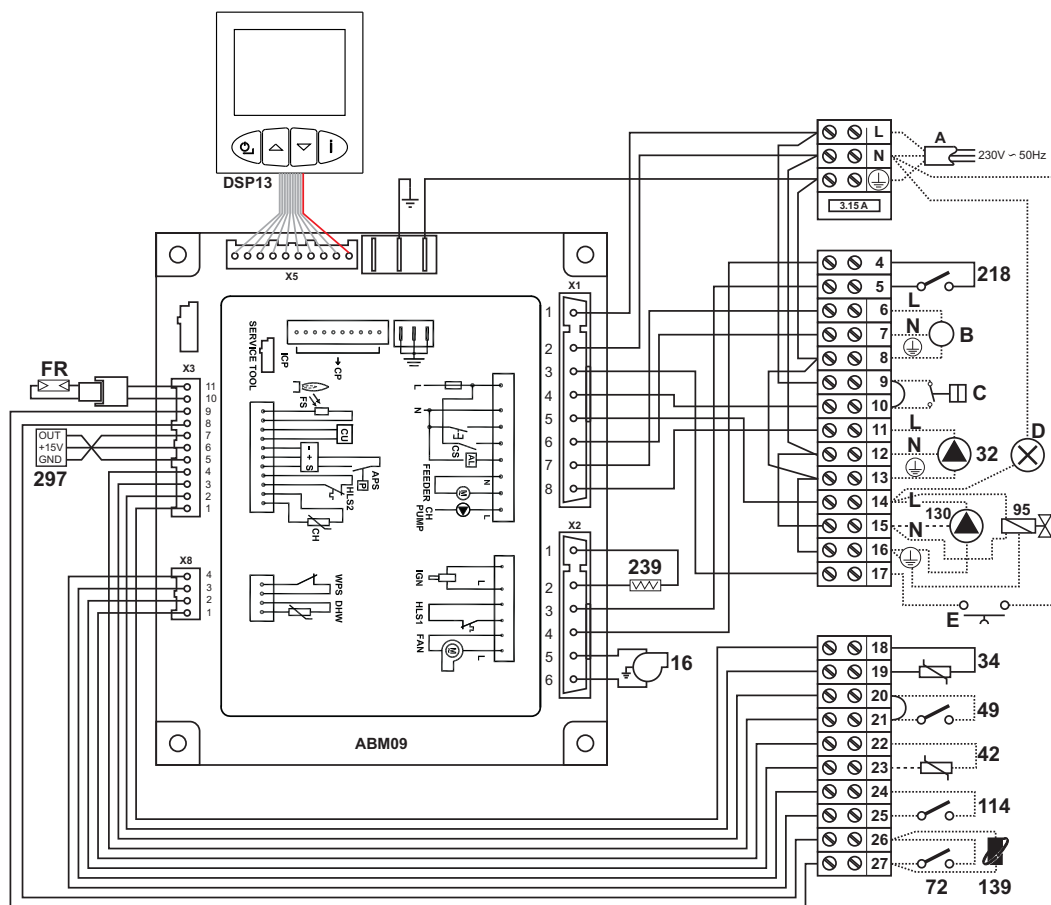 DSP13
i
X5
L
N
3.15 A
A
230V ~ 50Hz
X1
1
2
3
4
5
6
7
8
4
5
6
7
8
9
10
11
12
13
14
15
16
17
218
L
N
B
C
L
N
32
D
L
N
130
95
E
FR
X3
11
10
9
8
7
6
5
4
3
2
1
OUT
+15V
GND
297
SERVICE TOOL
ICP
CP
FS
CU
- + S
APS
P
HLS2
CH
L
N
CS
AL
M
N
FEEDER
CH
PUMP
L
X8
4
3
2
1
WPS
DHW
IGN
L
HLS1
FAN
M
L
X2
1
2
3
4
5
6
239
16
ABM09
18
19
20
21
22
23
24
25
26
27
34
49
42
114
72
139